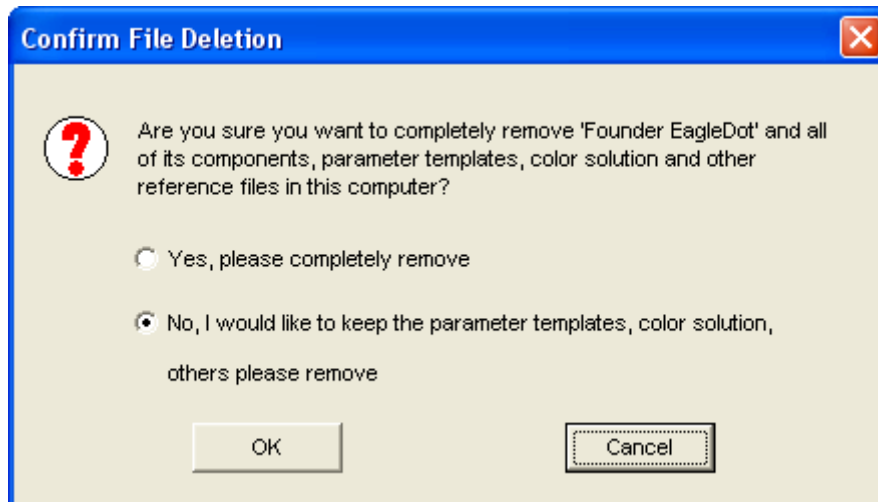 Confirm File Deletion
Are you sure you want to completely remove 'Founder EagleDot' and all
of its components, parameter templates, color solution and other
reference files in this computer?
Yes, please completely remove
No, I would like to keep the parameter templates, color solution,
others please remove
OK
Cancel